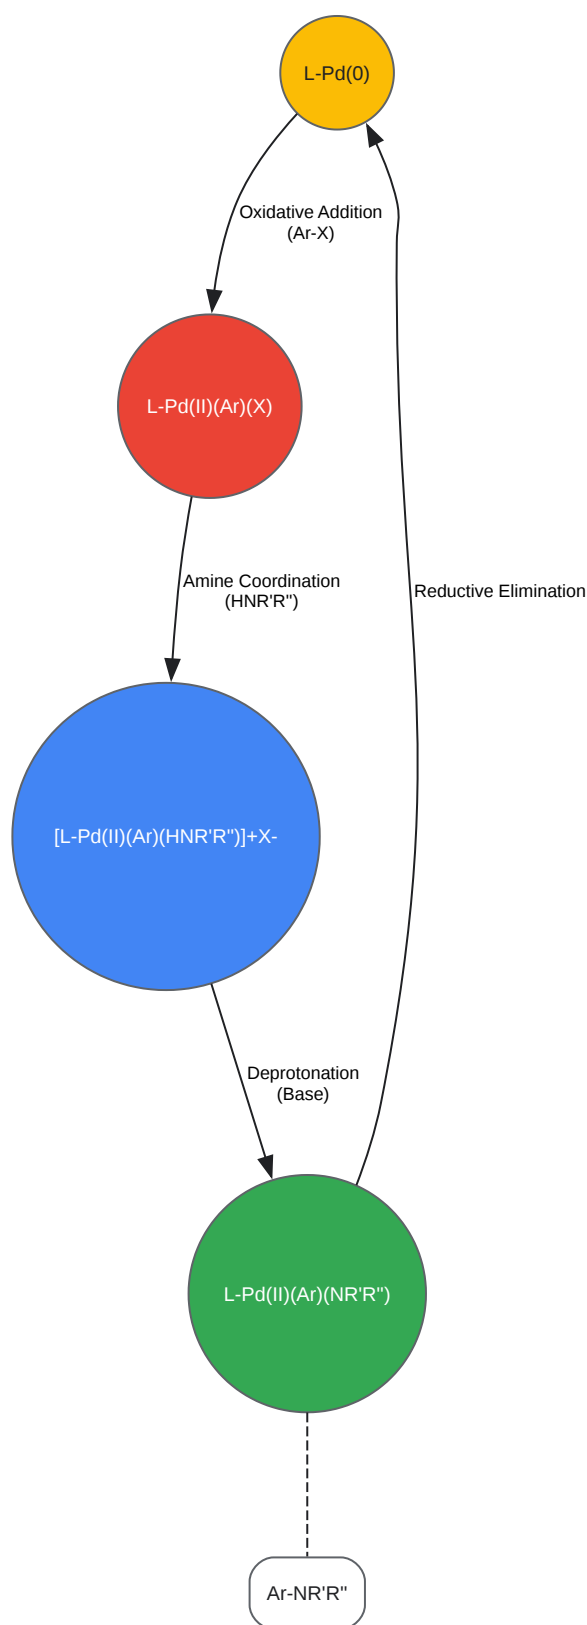 L-Pd(0)
Oxidative Addition
(Ar-X)
L-Pd(II)(Ar)(X)
Amine Coordination
(HNR'R'')
Reductive Elimination
[L-Pd(II)(Ar)(HNR'R'')]+X-
Deprotonation
(Base)
L-Pd(II)(Ar)(NR'R'')
Ar-NR'R''